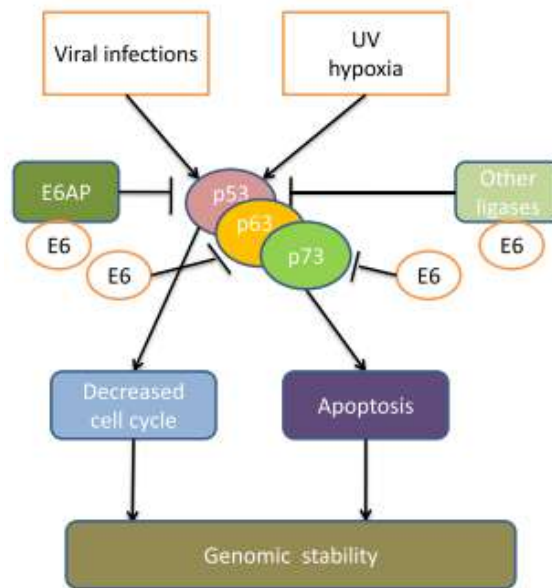 Viral infections
UV
hypoxia
E6AP
p53
Other
ligases
E6
p63
E6
E6
p73
E6
Decreased
cell cycle
Apoptosis
Genomic stability